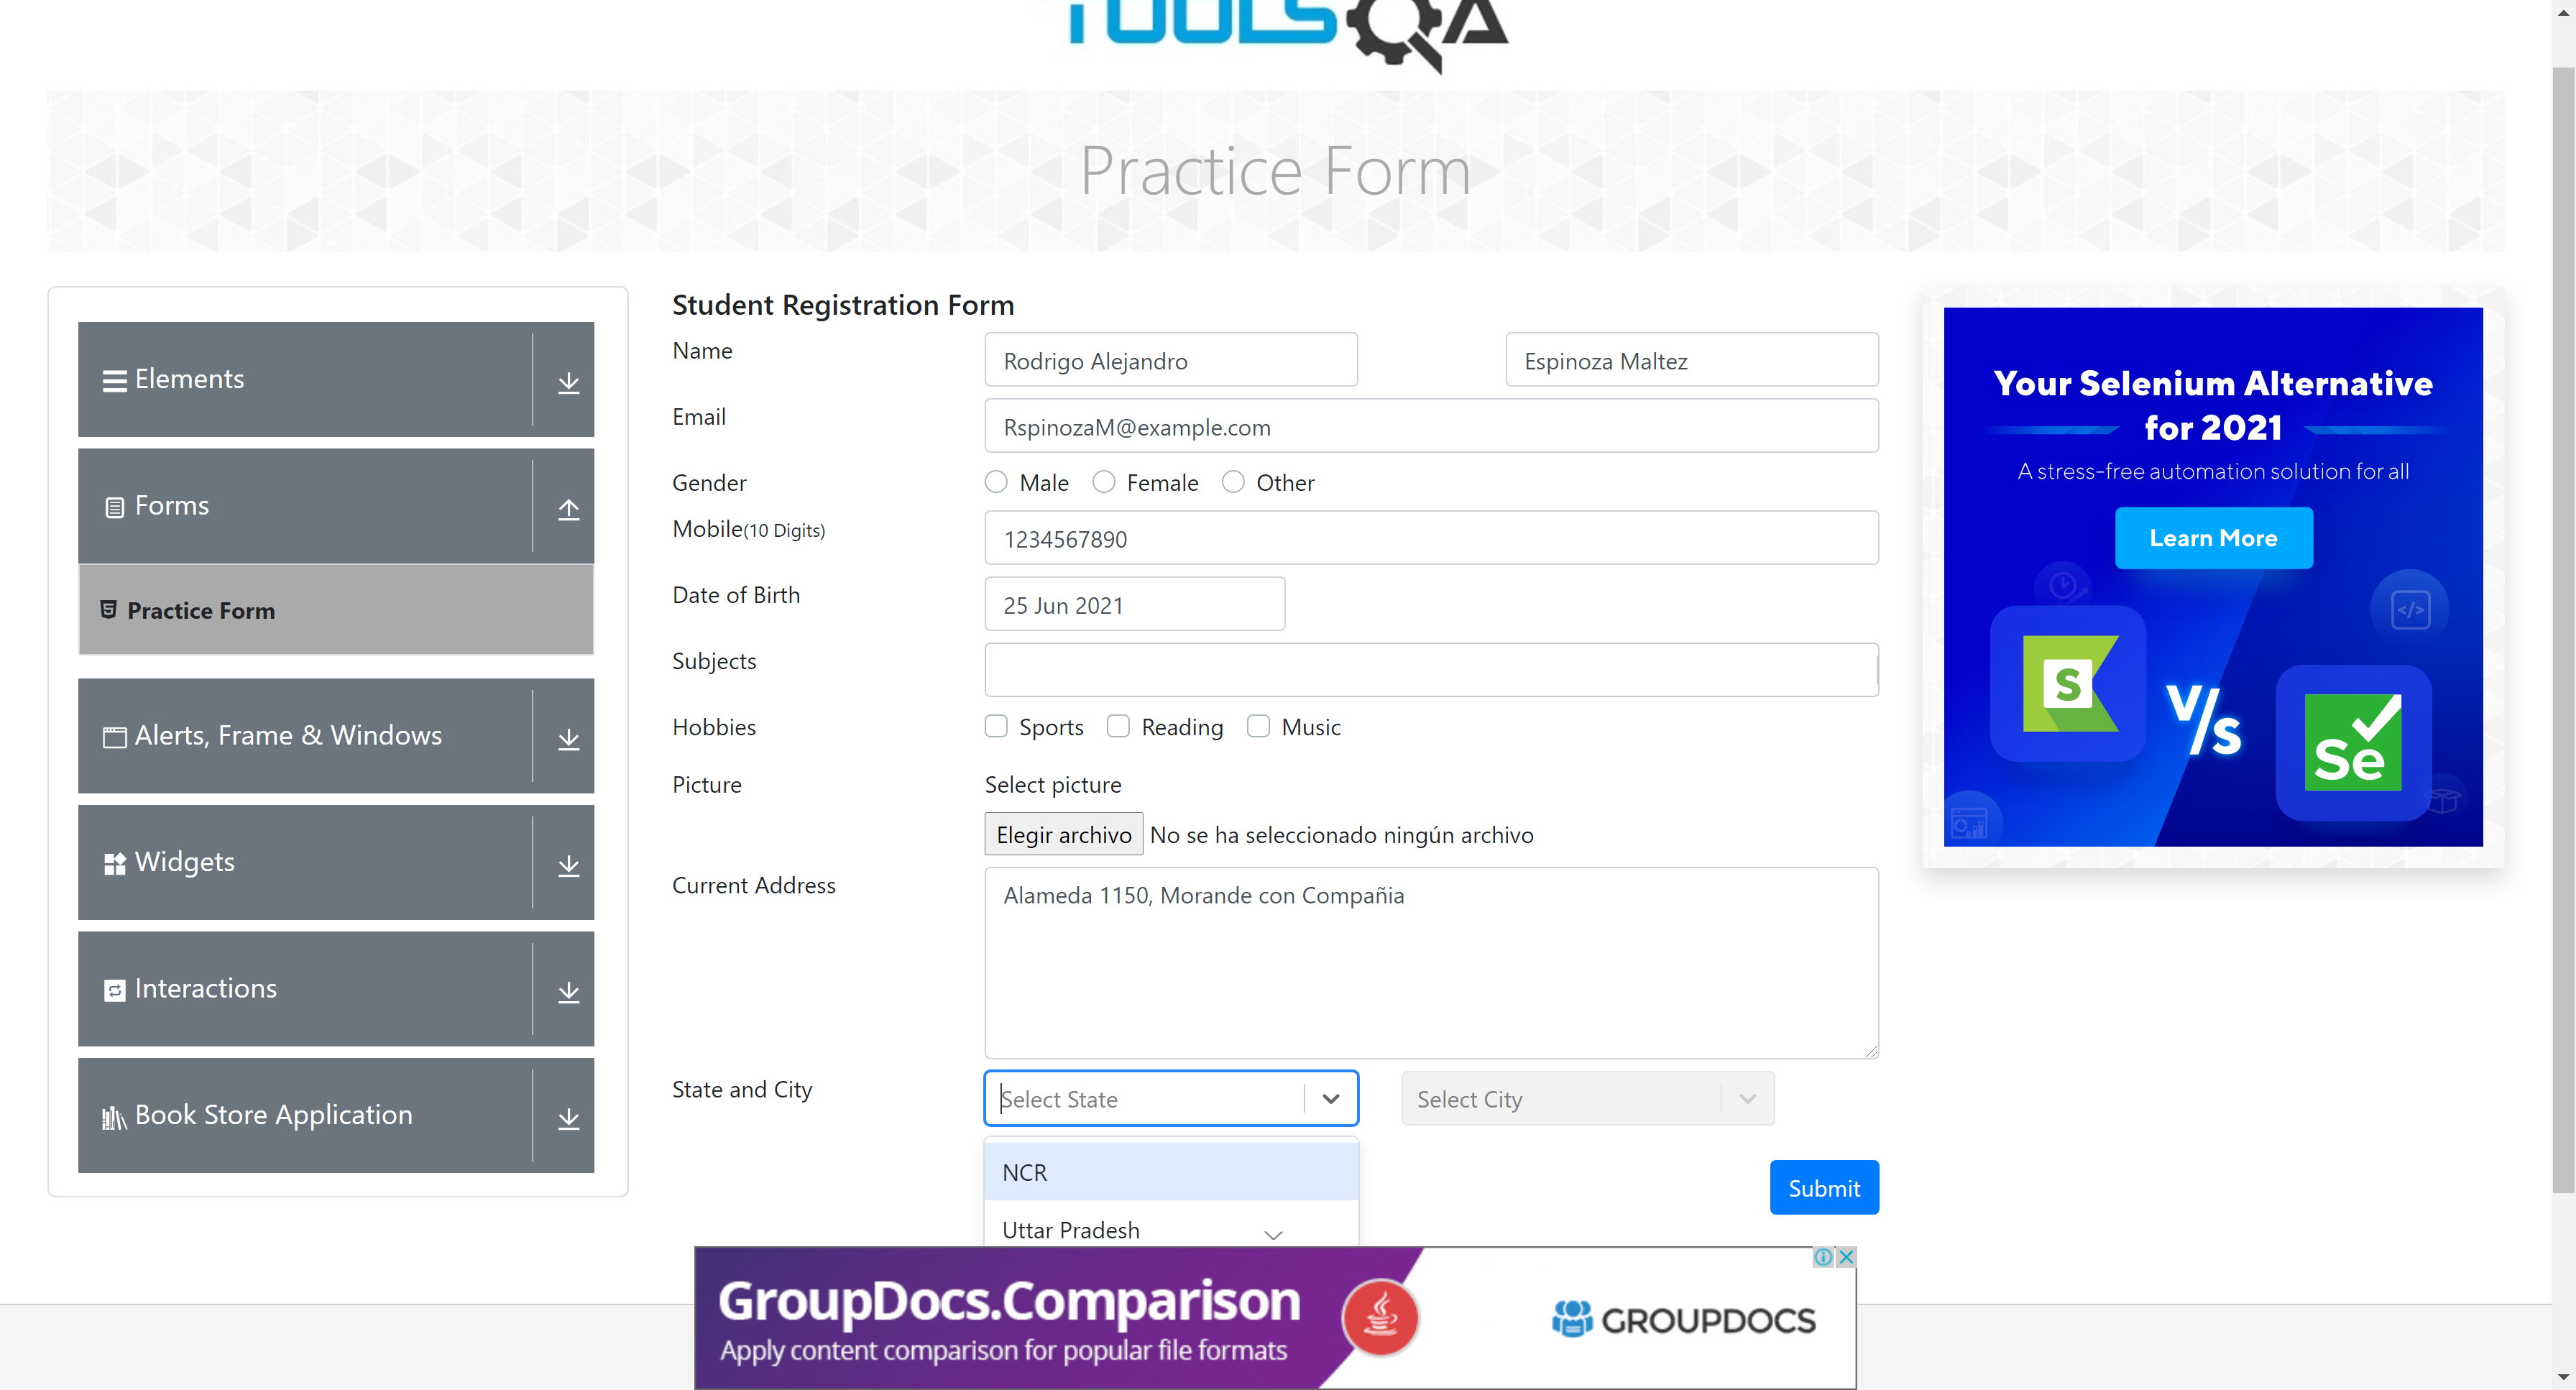 TOOLSQA
Practice Form
Elements
Forms
Practice Form
Alerts, Frame & Windows
Widgets
Interactions
Book Store Application
Student Registration Form
Name
Rodrigo Alejandro
Espinoza Maltez
Email
RspinozaM@example.com
Gender
Male
Female
Other
Mobile(10 Digits)
1234567890
Date of Birth
25 Jun 2021
Subjects
Hobbies
Sports
Reading
Music
Picture
Select picture
Elegir archivo
No se ha seleccionado ningún archivo
Current Address
Alameda 1150, Morande con Compañia
State and City
Select State
Select City
NCR
Uttar Pradesh
Submit
Your Selenium Alternative
for 2021
A stress-free automation solution for all
Learn More
</>
S
V/s
Se
GroupDocs.Comparison
Apply content comparison for popular file formats
GROUPDOCS